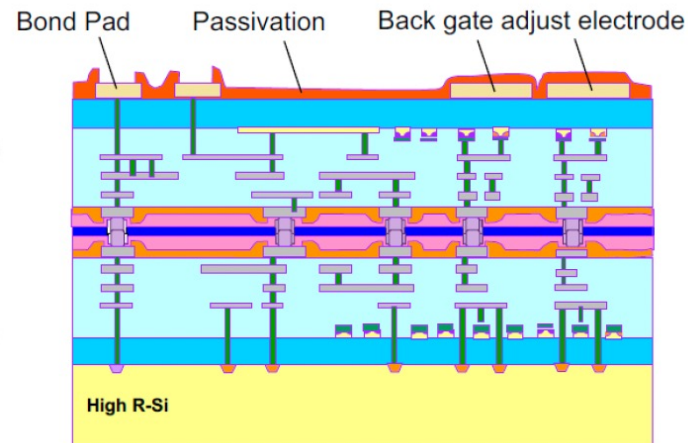 Bond Pad
Passivation
Back gate adjust electrode
High R-Si